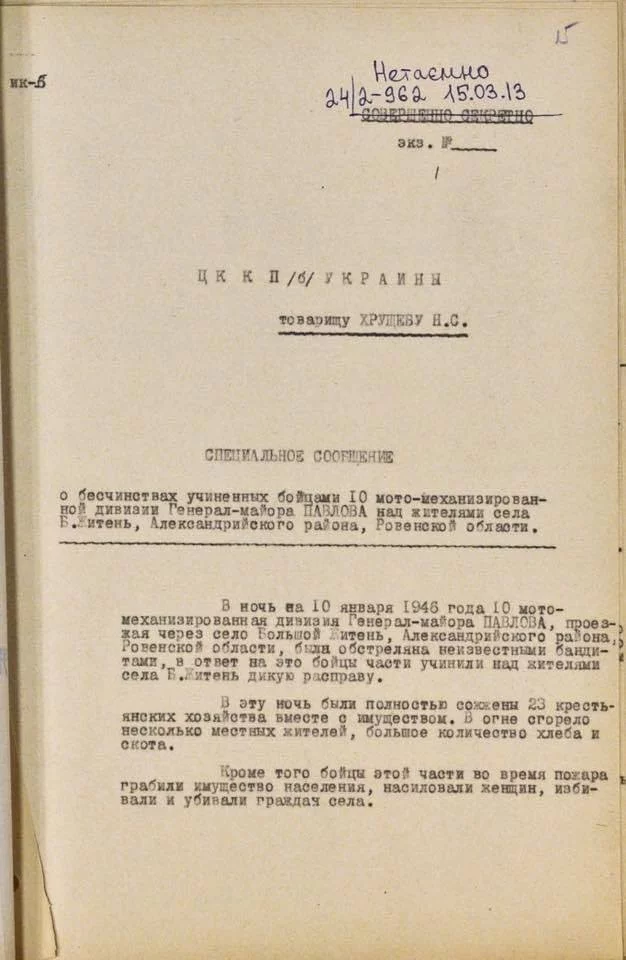 15
ик-Б
Нетаємно
24/2-962 15.03.13
СОВЕРШЕННО СЕКРЕТНО
экз. №
1
ЦК КП /б/ УКРАИНЫ
товарищу ХРУЩЕВУ Н.С.
СПЕЦИАЛЬНОЕ СООБЩЕНИЕ
о бесчинствах учиненных бойцами 10 мото-механизирован-
ной дивизии Генерал-майора ПАВЛОВА над жителями села
Б.Житень, Александрийского района, Ровенской области.
В ночь на 10 января 1946 года 10 мото-
механизированная дивизия Генерал-майора ПАВЛОВА, проез-
жая через село Большой Житень, Александрийского района,
Ровенской области, была обстреляна неизвестными банди-
тами, в ответ на это бойцы части учинили над жителями
села Б.Житень дикую расправу.
В эту ночь были полностью сожжены 23 кресть-
янских хозяйства вместе с имуществом. В огне сгорело
несколько местных жителей, большое количество хлеба и
скота.
Кроме того бойцы этой части во время пожара
грабили имущество населения, насиловали женщин, изби-
вали и убивали граждан села.